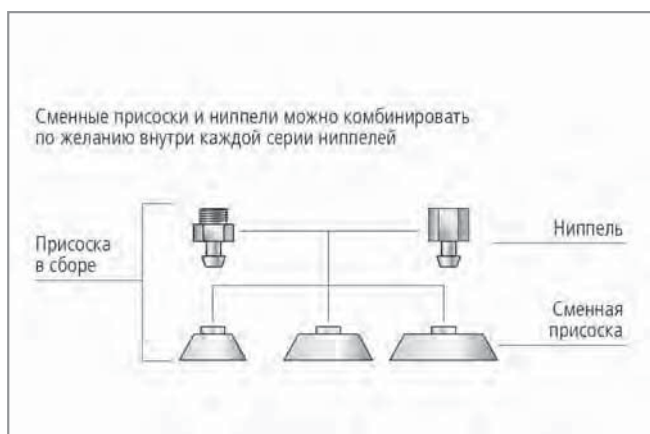 Сменные присоски и ниппели можно комбинировать
по желанию внутри каждой серии ниппелей
Присоска
в сборе
Ниппель
Сменная
присоска